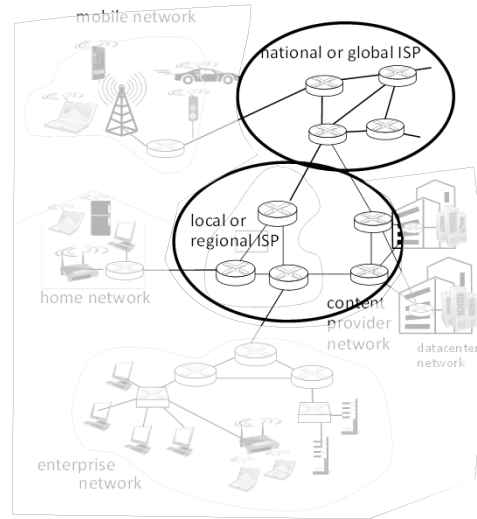 mobile network
national or global ISP
local or
regional ISP
home network
content
provider
network
datacenter
network
enterprise
network